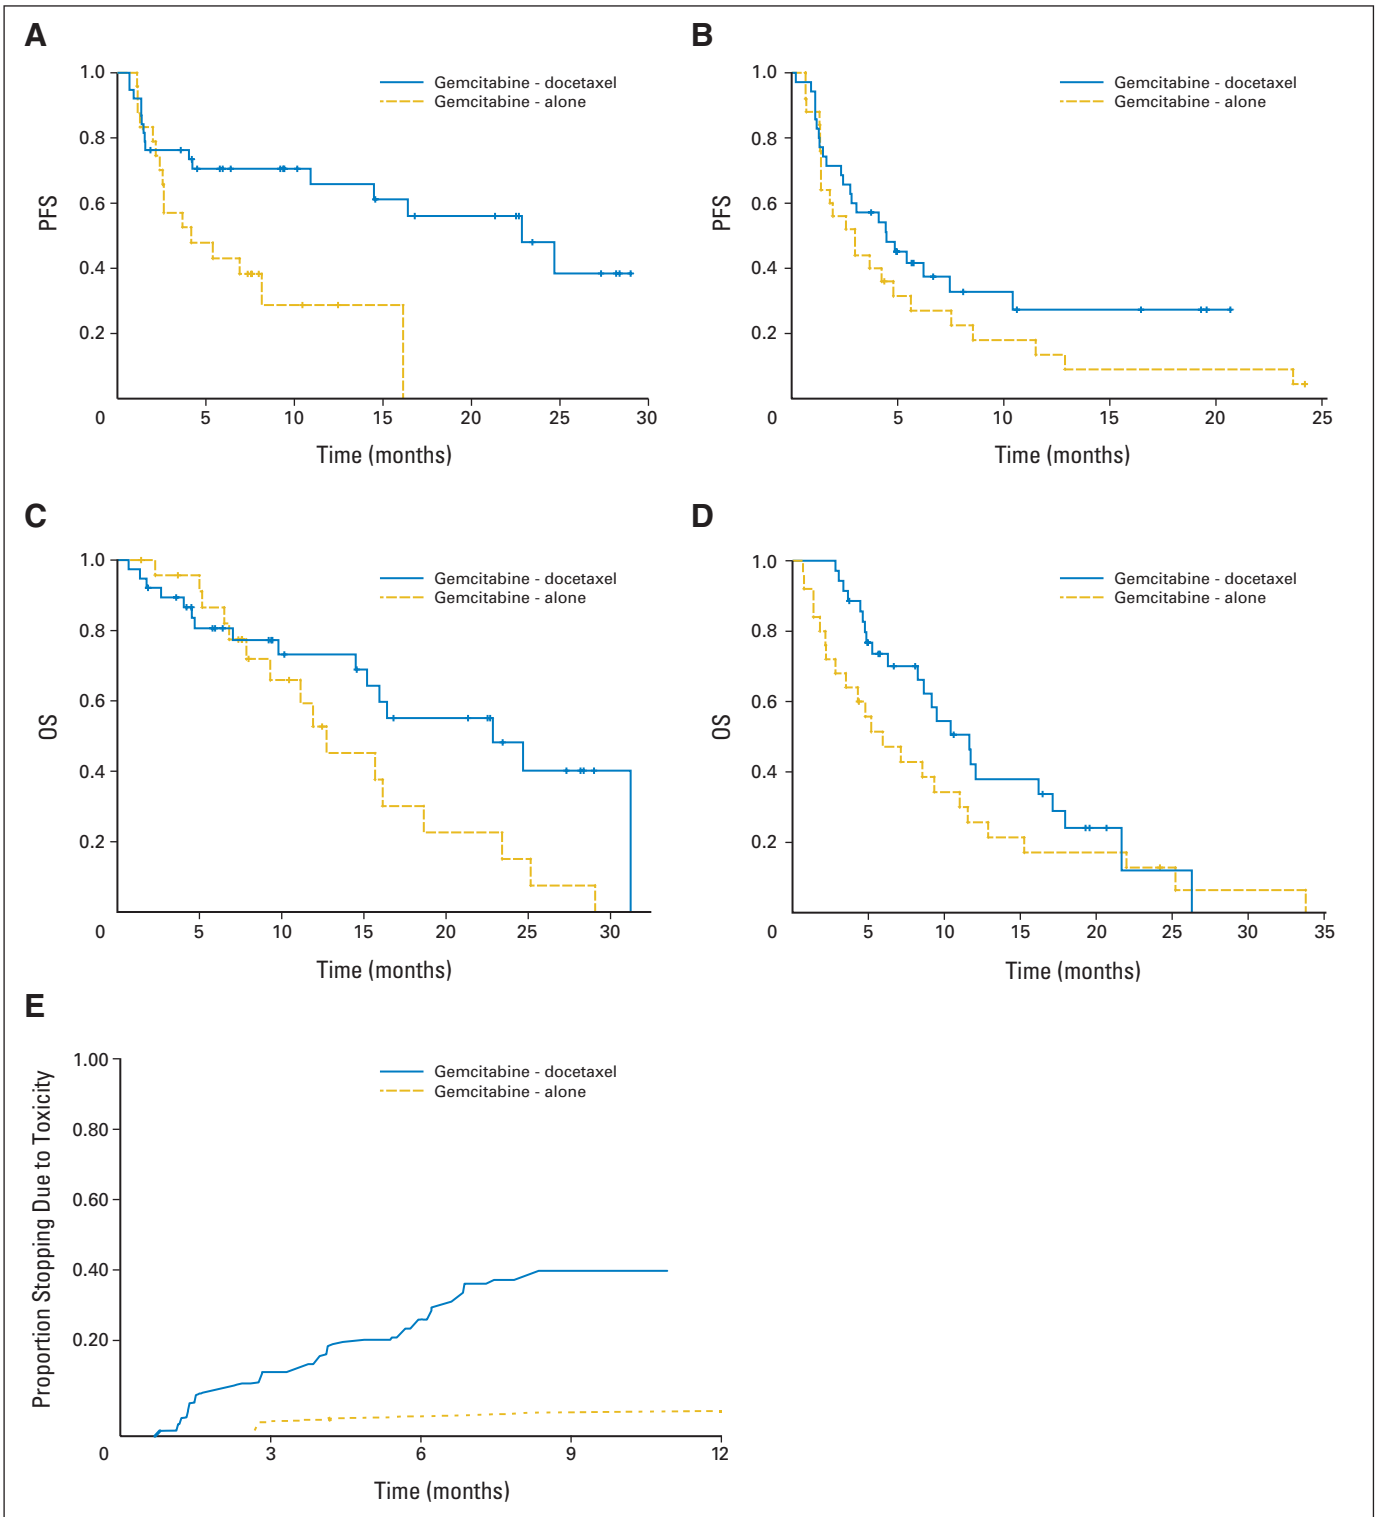 A
1.0
0.8
0.6
0.4
0.2
0
5
10
15
20
25
30
PFS
Time (months)
Gemcitabine - docetaxel
Gemcitabine - alone
B
1.0
0.8
0.6
0.4
0.2
0
5
10
15
20
25
PFS
Time (months)
Gemcitabine - docetaxel
Gemcitabine - alone
C
1.0
0.8
0.6
0.4
0.2
0
5
10
15
20
25
30
OS
Time (months)
Gemcitabine - docetaxel
Gemcitabine - alone
D
1.0
0.8
0.6
0.4
0.2
0
5
10
15
20
25
30
35
OS
Time (months)
Gemcitabine - docetaxel
Gemcitabine - alone
E
1.00
0.80
0.60
0.40
0.20
0
3
6
9
12
Proportion Stopping Due to Toxicity
Time (months)
Gemcitabine - docetaxel
Gemcitabine - alone